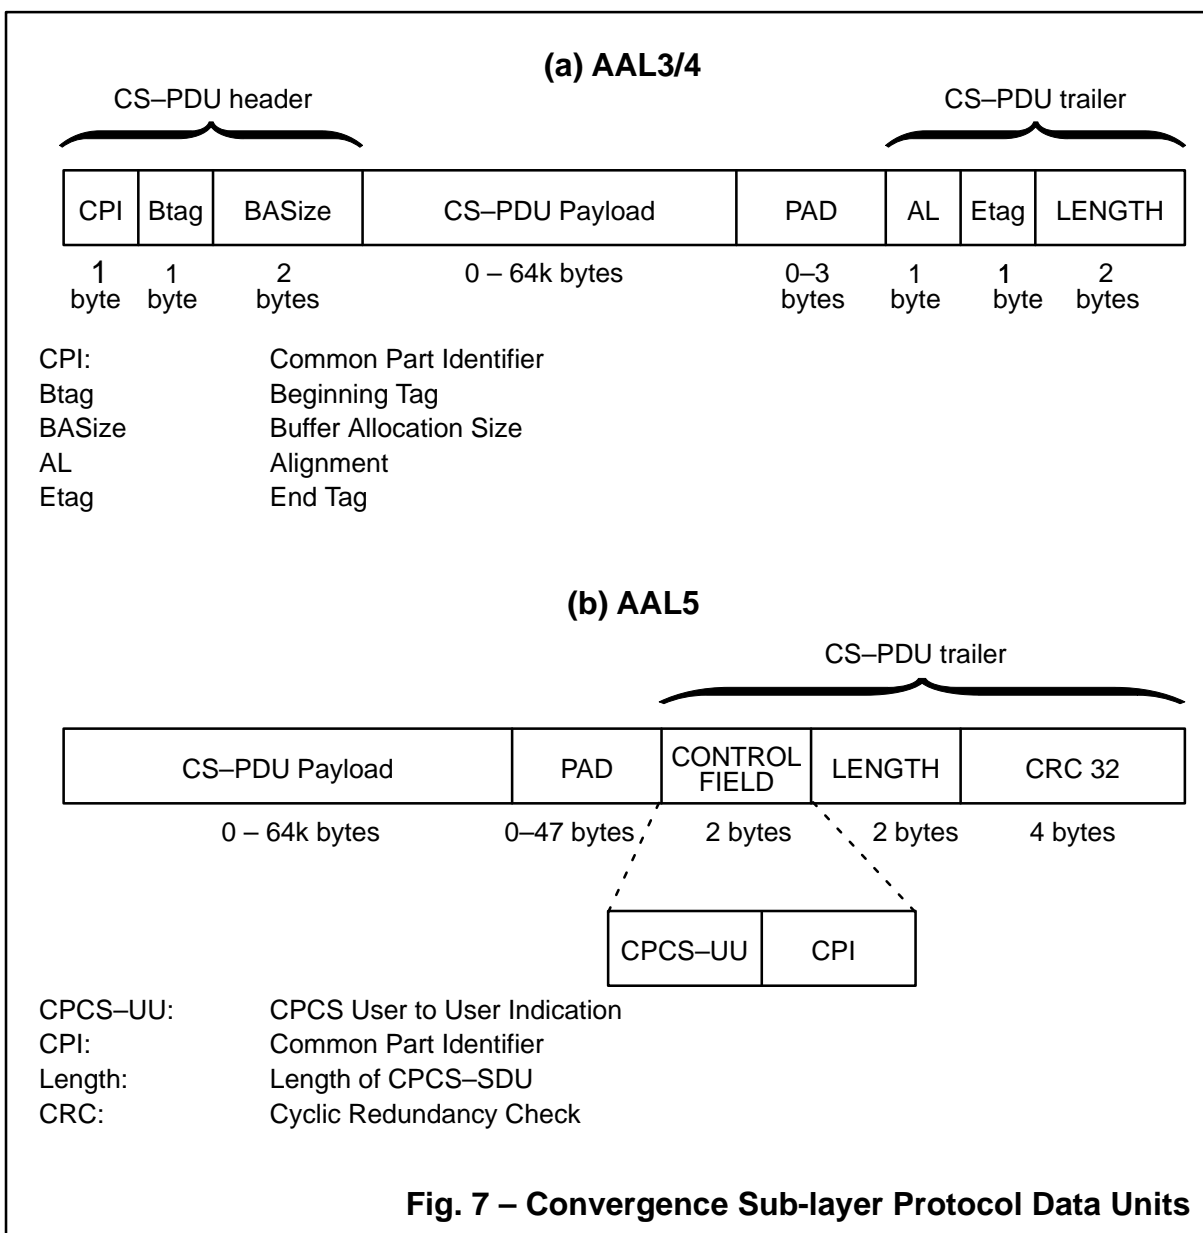 (a) AAL3/4
CS–PDU header
CS–PDU trailer
CPI Btag BASize CS–PDU Payload PAD AL Etag LENGTH
1 byte 1 byte 2 bytes 0 – 64k bytes 0–3 bytes 1 byte 1 byte 2 bytes
CPI: Common Part Identifier
Btag Beginning Tag
BASize Buffer Allocation Size
AL Alignment
Etag End Tag
(b) AAL5
CS–PDU trailer
CS–PDU Payload PAD CONTROL FIELD LENGTH CRC 32
0 – 64k bytes 0–47 bytes 2 bytes 2 bytes 4 bytes
CPCS–UU CPI
CPCS–UU: CPCS User to User Indication
CPI: Common Part Identifier
Length: Length of CPCS–SDU
CRC: Cyclic Redundancy Check
Fig. 7 – Convergence Sub-layer Protocol Data Units